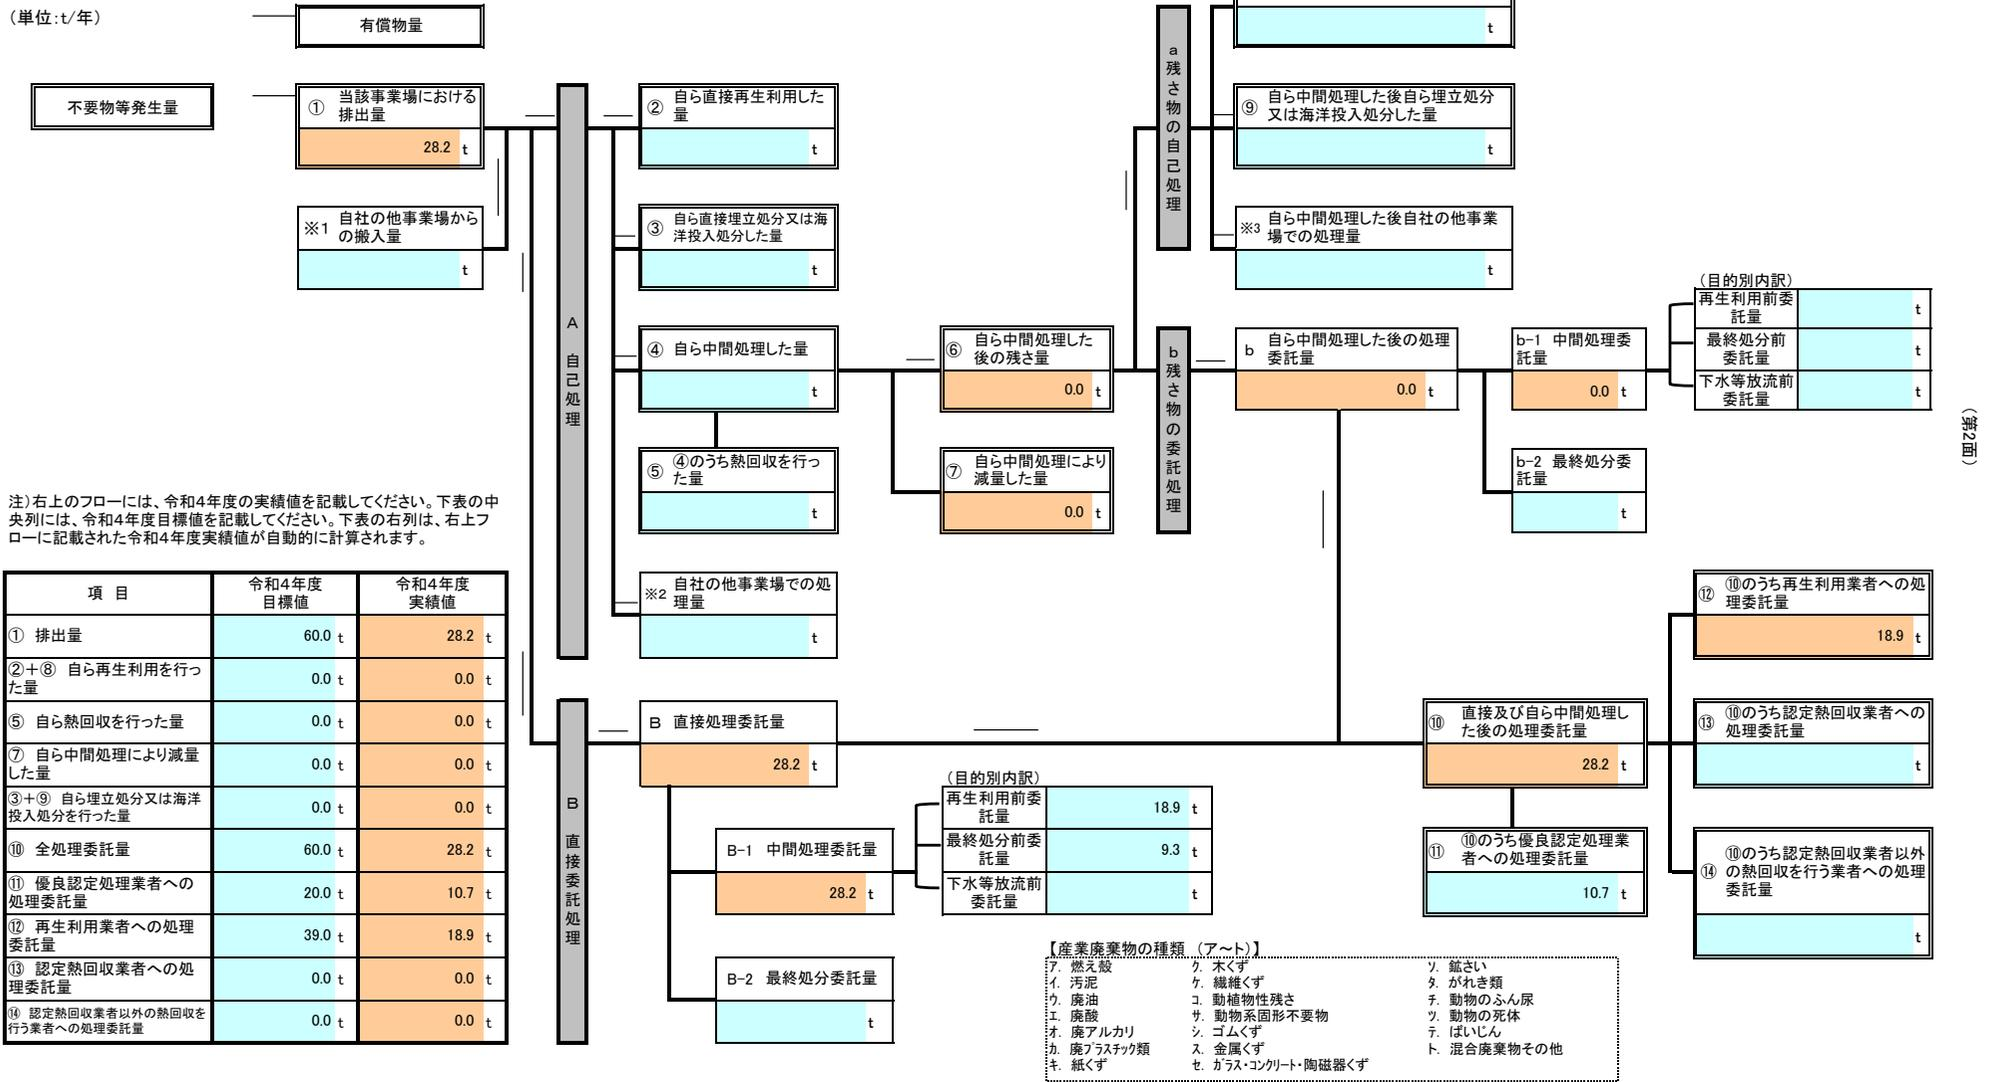 (単位:t/年)
有償物量
t
不要物等発生量
① 当該事業場における
排出量
28.2 t
※1 自社の他事業場から
の搬入量
t
A 自己処理
② 自ら直接再生利用した
量
t
③ 自ら直接埋立処分又は海
洋投入処分した量
t
④ 自ら中間処理した量
t
⑤ ④のうち熱回収を行っ
た量
t
※2 自社の他事業場での処
理量
t
⑥ 自ら中間処理した
後の残さ量
0.0 t
⑦ 自ら中間処理により
減量した量
0.0 t
a残さ物の自己処理
⑨ 自ら中間処理した後自ら埋立処分
又は海洋投入処分した量
t
※3 自ら中間処理した後自社の他事業
場での処理量
t
b残さ物の委託処理
b 自ら中間処理した後の処理
委託量
0.0 t
b-1 中間処理委
託量
0.0 t
(目的別内訳)
再生利用前委
託量
t
最終処分前
委託量
t
下水等放流前
委託量
t
b-2 最終処分委
託量
t
(第2面)
注)右上のフローには、令和4年度の実績値を記載してください。下表の中
央列には、令和4年度目標値を記載してください。下表の右列は、右上フ
ローに記載された令和4年度実績値が自動的に計算されます。
項 目 令和4年度
目標値 令和4年度
実績値
① 排出量 60.0 t 28.2 t
②+⑧ 自ら再生利用を行っ
た量 0.0 t 0.0 t
⑤ 自ら熱回収を行った量 0.0 t 0.0 t
⑦ 自ら中間処理により減量
した量 0.0 t 0.0 t
③+⑨ 自ら埋立処分又は海洋
投入処分を行った量 0.0 t 0.0 t
⑩ 全処理委託量 60.0 t 28.2 t
⑪ 優良認定処理業者への
処理委託量 20.0 t 10.7 t
⑫ 再生利用業者への処理
委託量 39.0 t 18.9 t
⑬ 認定熱回収業者への処
理委託量 0.0 t 0.0 t
⑭ 認定熱回収業者以外の熱回収を
行う業者への処理委託量 0.0 t 0.0 t
B 直接委託処理
B 直接処理委託量
28.2 t
B-1 中間処理委託量
28.2 t
(目的別内訳)
再生利用前委
託量
18.9 t
最終処分前委
託量
9.3 t
下水等放流前
委託量
t
B-2 最終処分委託量
t
⑩ 直接及び自ら中間処理し
た後の処理委託量
28.2 t
⑪ ⑩のうち優良認定処理業
者への処理委託量
10.7 t
⑫ ⑩のうち再生利用業者への処
理委託量
18.9 t
⑬ ⑩のうち認定熱回収業者への
処理委託量
t
⑭ ⑩のうち認定熱回収業者以外
の熱回収を行う業者への処理
委託量
t
【産業廃棄物の種類 (ア~ト)】
ア. 燃え殻 ク. 木くず ソ. 鉱さい
イ. 汚泥 ケ. 繊維くず タ. がれき類
ウ. 廃油 コ. 動植物性残さ チ. 動物のふん尿
エ. 廃酸 サ. 動物系固形不要物 ツ. 動物の死体
オ. 廃アルカリ シ. ゴムくず テ. ばいじん
カ. 廃プラスチック類 ス. 金属くず ト. 混合廃棄物その他
キ. 紙くず セ. ガラス・コンクリート・陶磁器くず